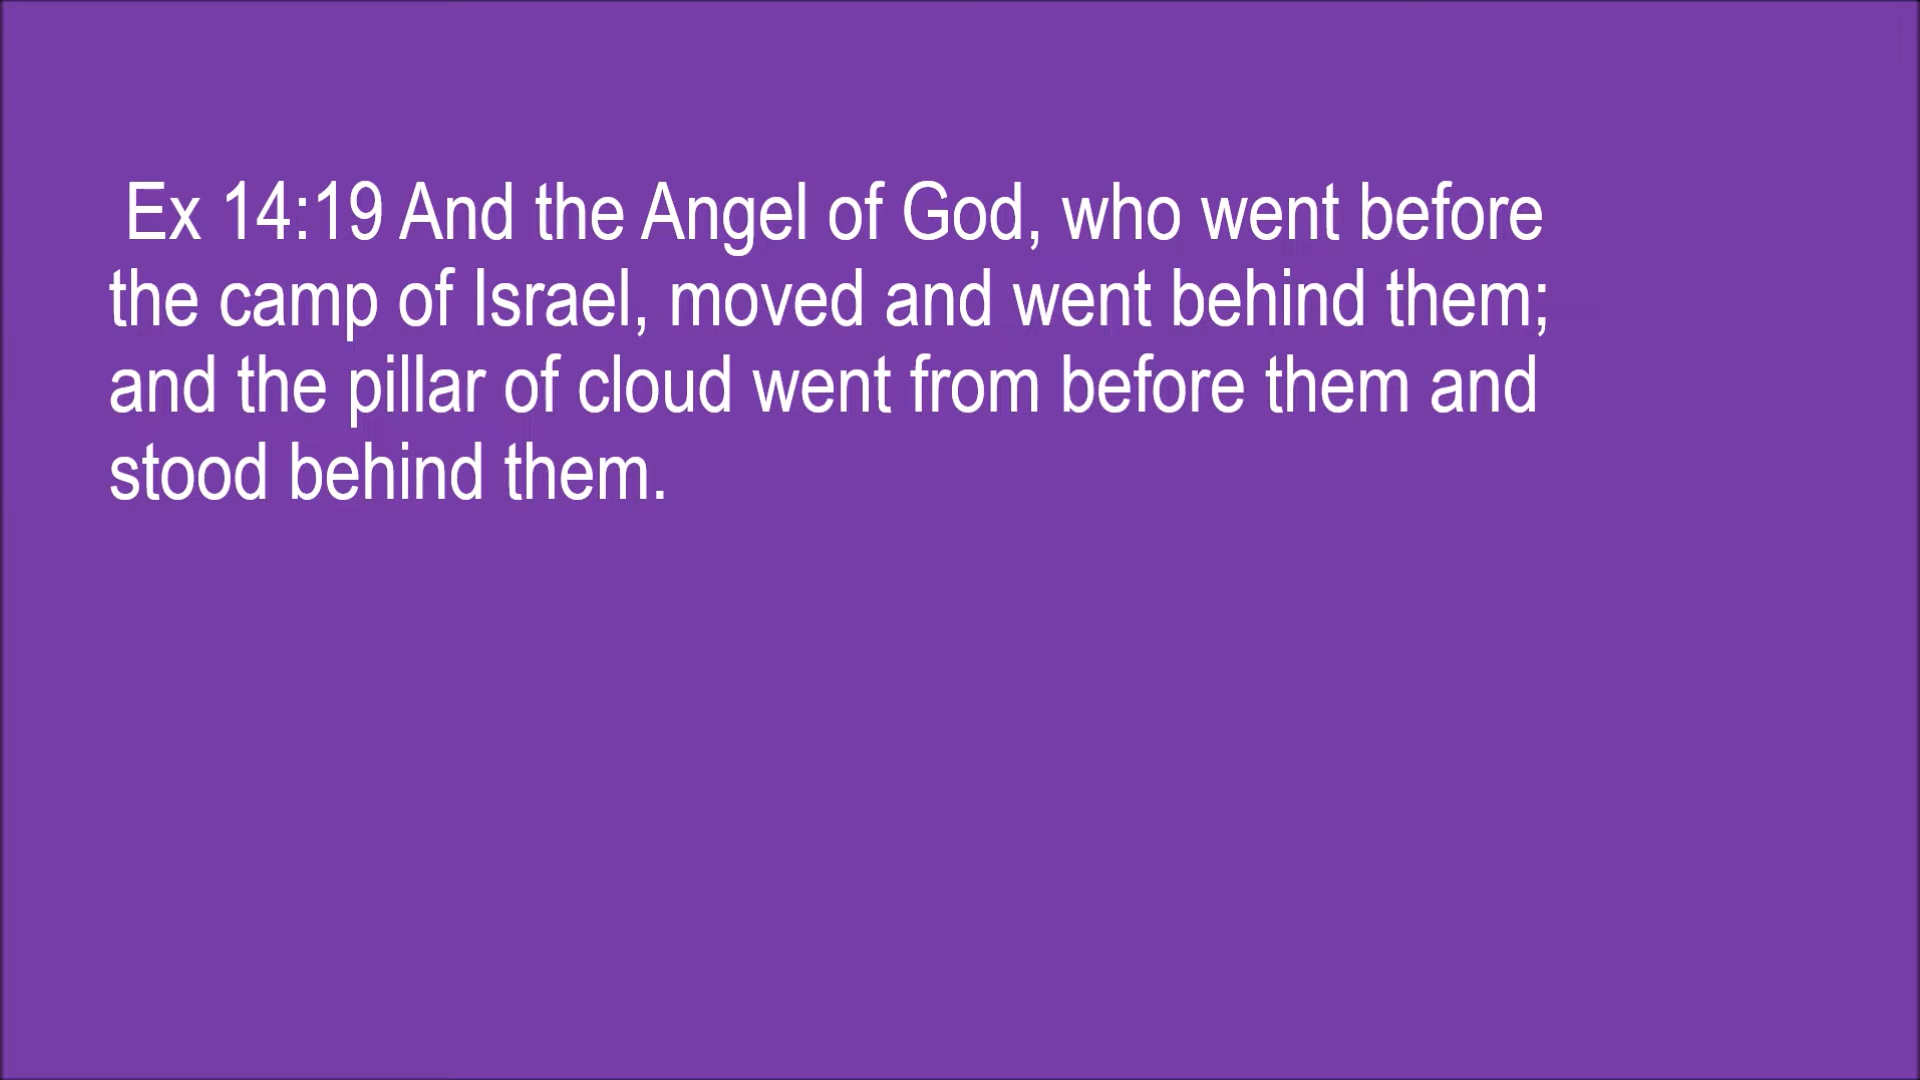 Ex 14:19 And the Angel of God, who went before
the camp of Israel, moved and went behind them;
and the pillar of cloud went from before them and
stood behind them.